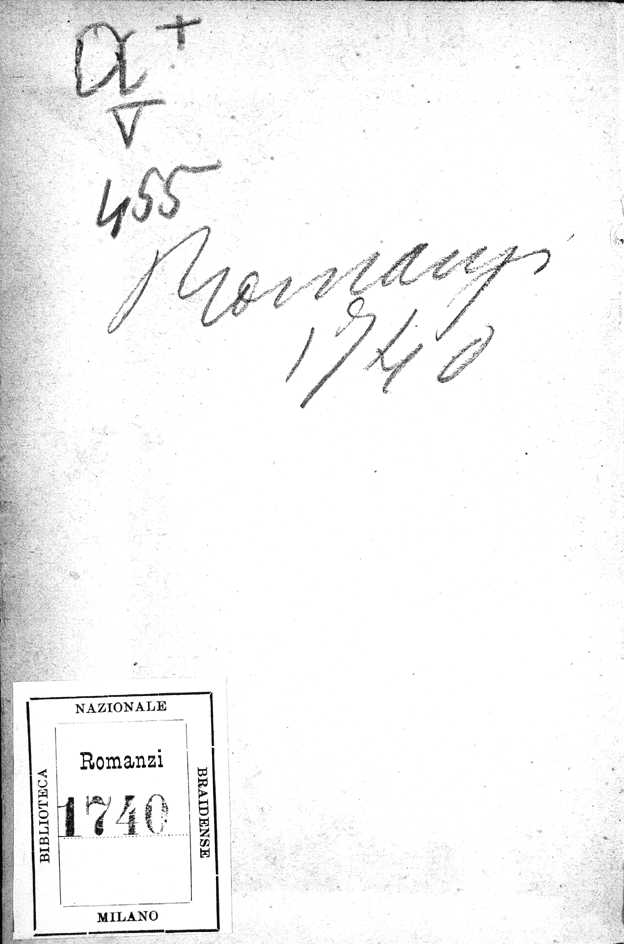 α+
V
455
Romanzi
1740
NAZIONALE
BIBLIOTECA
Romanzi
1740
BRAIDENSE
MILANO